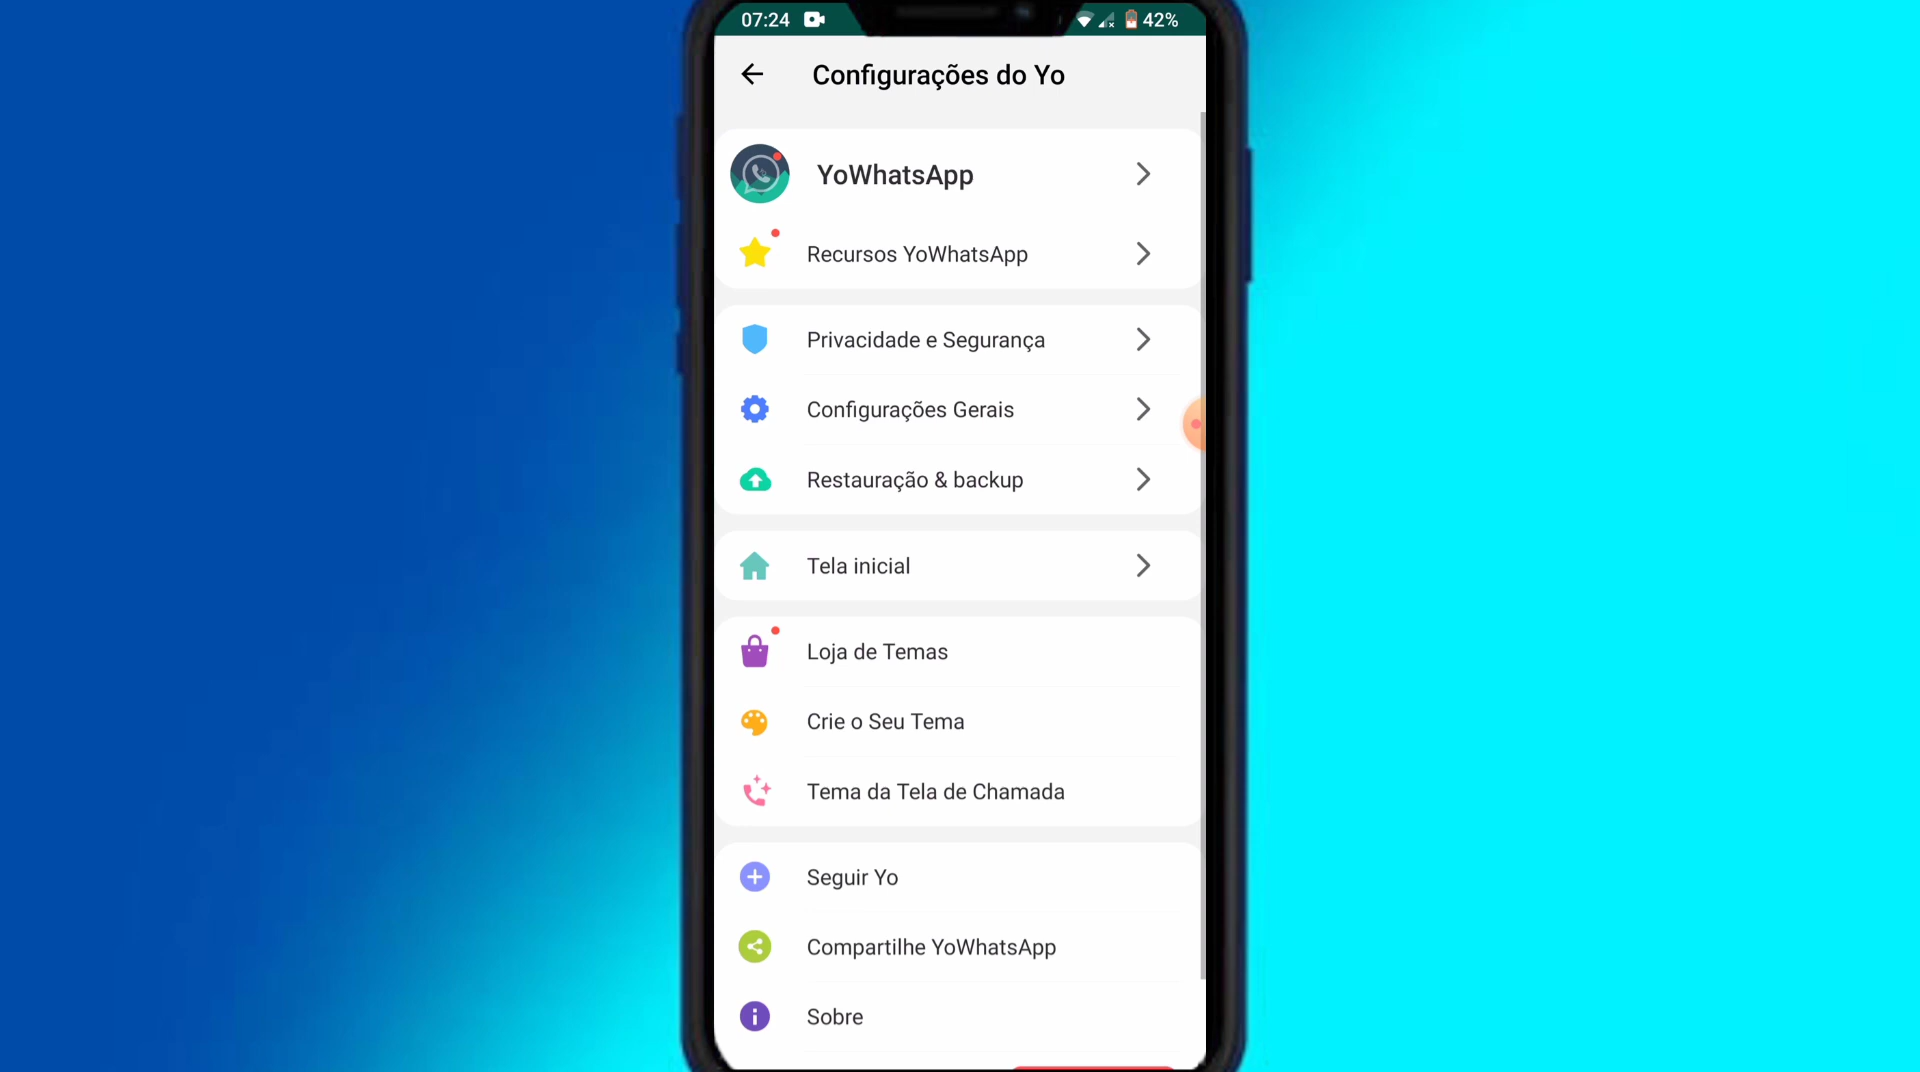 07:24 42%
Configurações do Yo
YoWhatsApp
Recursos YoWhatsApp
Privacidade e Segurança
Configurações Gerais
Restauração & backup
Tela inicial
Loja de Temas
Crie o Seu Tema
Tema da Tela de Chamada
Seguir Yo
Compartilhe YoWhatsApp
Sobre